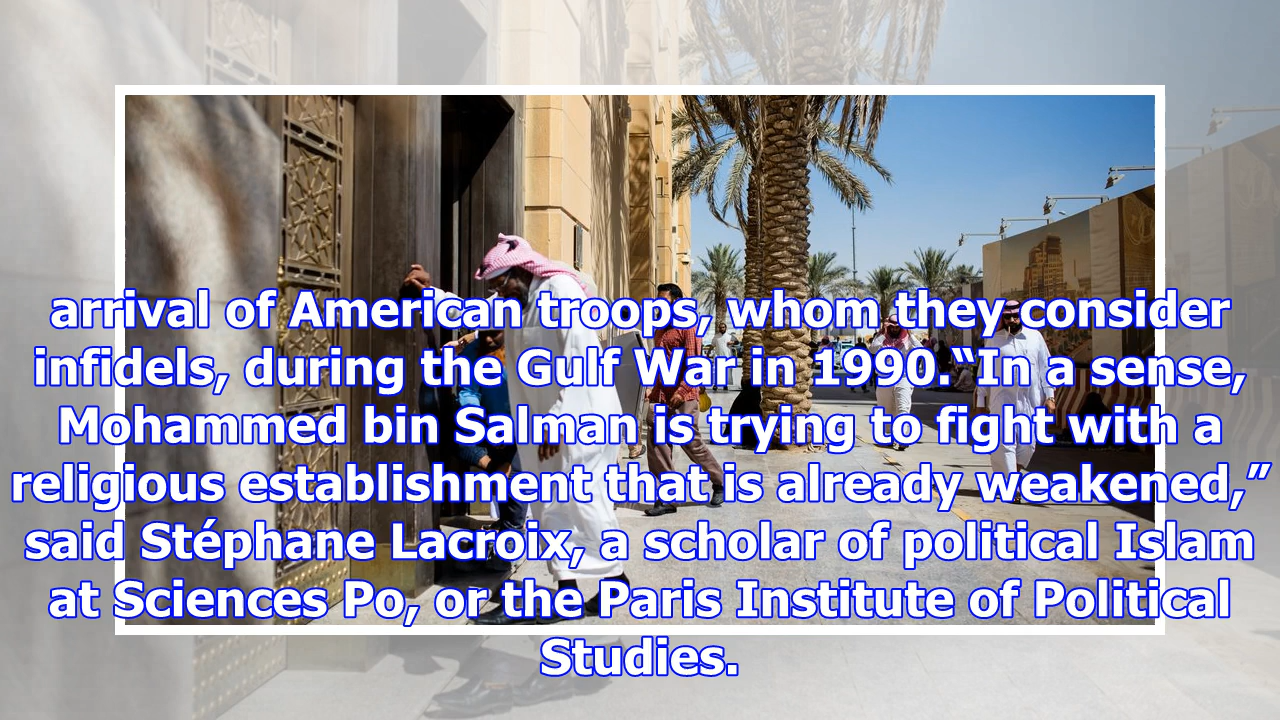 arrival of American troops, whom they consider
infidels, during the Gulf War in 1990.“In a sense,
Mohammed bin Salman is trying to fight with a
religious establishment that is already weakened,”
said Stéphane Lacroix, a scholar of political Islam
at Sciences Po, or the Paris Institute of Political
Studies.